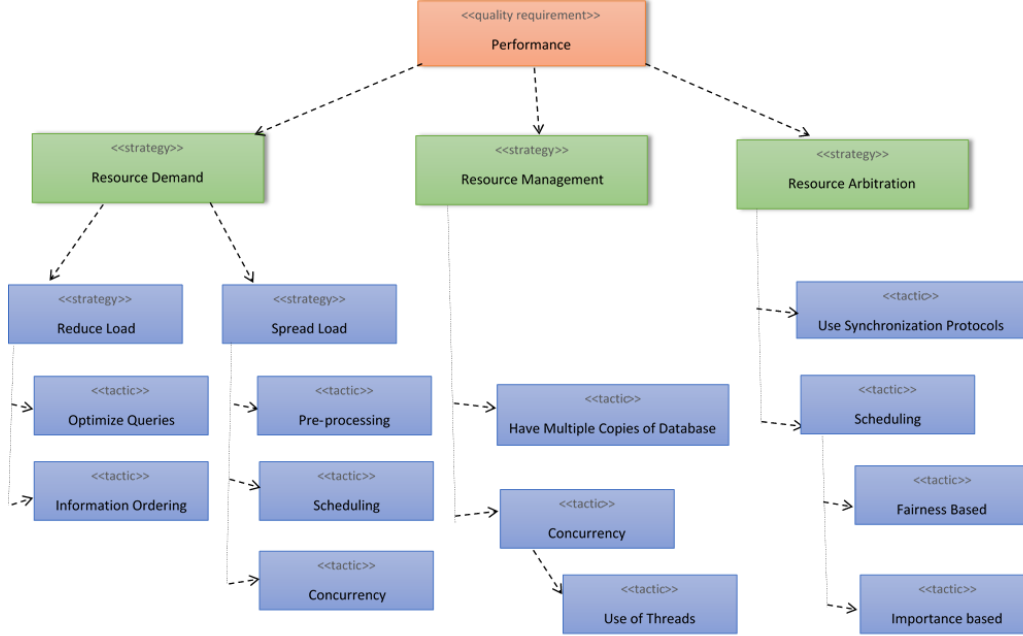 <<quality requirement>>
Performance
<<strategy>>
Resource Demand
<<strategy>>
Resource Management
<<strategy>>
Resource Arbitration
<<strategy>>
Reduce Load
<<strategy>>
Spread Load
<<tactic>>
Use Synchronization Protocols
<<tactic>>
Optimize Queries
<<tactic>>
Pre-processing
<<tactic>>
Have Multiple Copies of Database
<<tactic>>
Scheduling
<<tactic>>
Information Ordering
<<tactic>>
Scheduling
<<tactic>>
Concurrency
<<tactic>>
Fairness Based
<<tactic>>
Concurrency
<<tactic>>
Use of Threads
<<tactic>>
Importance based